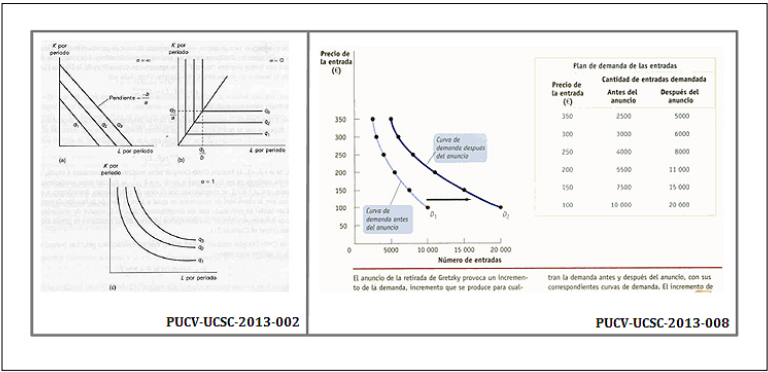 K por
periodo
σ = ∞
Pendiente =
q₁
q₂
q₃
L por periodo
(a)
K por
periodo
σ = 0
q₃
q₂
q₁
L por periodo
(b)
K por
periodo
σ = 1
q₃
q₂
q₁
L por periodo
(c)
PUCV-UCSC-2013-002
Precio de
la entrada
(€)
350
300
250
200
150
100
50
0
5000
10 000
15 000
20 000
Número de entradas
Curva de
demanda después
del anuncio
Curva de
demanda antes
del anuncio
D₁
D₂
Plan de demanda de las entradas
Precio de
la entrada
(€)
Cantidad de entradas demandada
Antes del
anuncio
Después del
anuncio
350 2500 5000
300 3000 6000
250 4000 8000
200 5500 11 000
150 7500 15 000
100 10 000 20 000
El anuncio de la retirada de Gretzky provoca un incremen-
to de la demanda, incremento que se produce para cual-
tran la demanda antes y después del anuncio, con sus
correspondientes curvas de demanda. El incremento de
PUCV-UCSC-2013-008